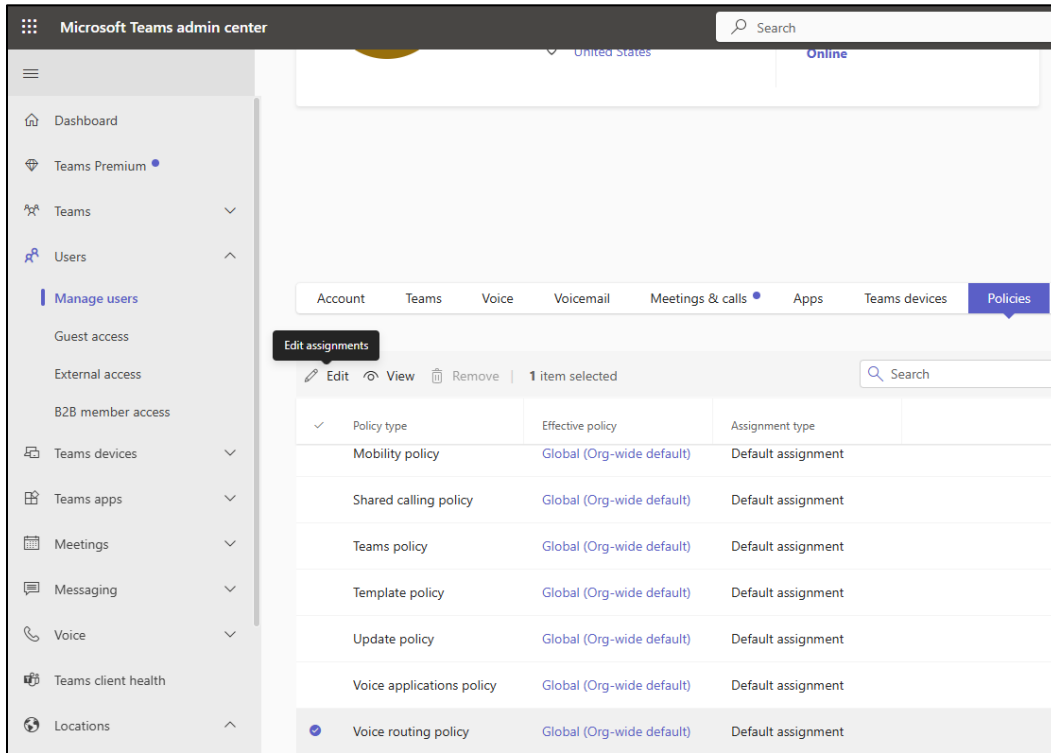 Microsoft Teams admin center
Search
United States
Online
Dashboard
Teams Premium
Teams
Users
Manage users
Guest access
External access
B2B member access
Teams devices
Teams apps
Meetings
Messaging
Voice
Teams client health
Locations
Account Teams Voice Voicemail Meetings & calls Apps Teams devices Policies
Edit assignments
Edit View Remove | 1 item selected Search
Policy type Effective policy Assignment type
Mobility policy Global (Org-wide default) Default assignment
Shared calling policy Global (Org-wide default) Default assignment
Teams policy Global (Org-wide default) Default assignment
Template policy Global (Org-wide default) Default assignment
Update policy Global (Org-wide default) Default assignment
Voice applications policy Global (Org-wide default) Default assignment
Voice routing policy Global (Org-wide default) Default assignment